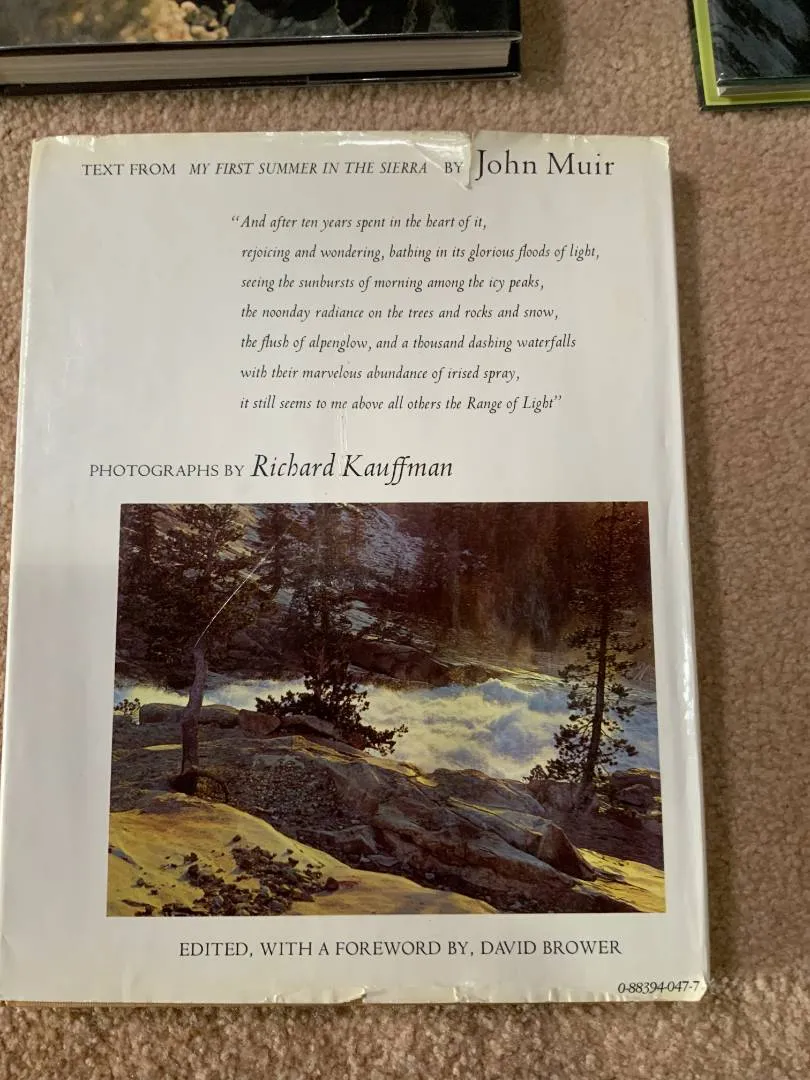 TEXT FROM MY FIRST SUMMER IN THE SIERRA BY John Muir
“And after ten years spent in the heart of it,
rejoicing and wondering, bathing in its glorious floods of light,
seeing the sunbursts of morning among the icy peaks,
the noonday radiance on the trees and rocks and snow,
the flush of alpenglow, and a thousand dashing waterfalls
with their marvelous abundance of irised spray,
it still seems to me above all others the Range of Light”
PHOTOGRAPHS BY Richard Kauffman
EDITED, WITH A FOREWORD BY, DAVID BROWER
0-88394-047-7